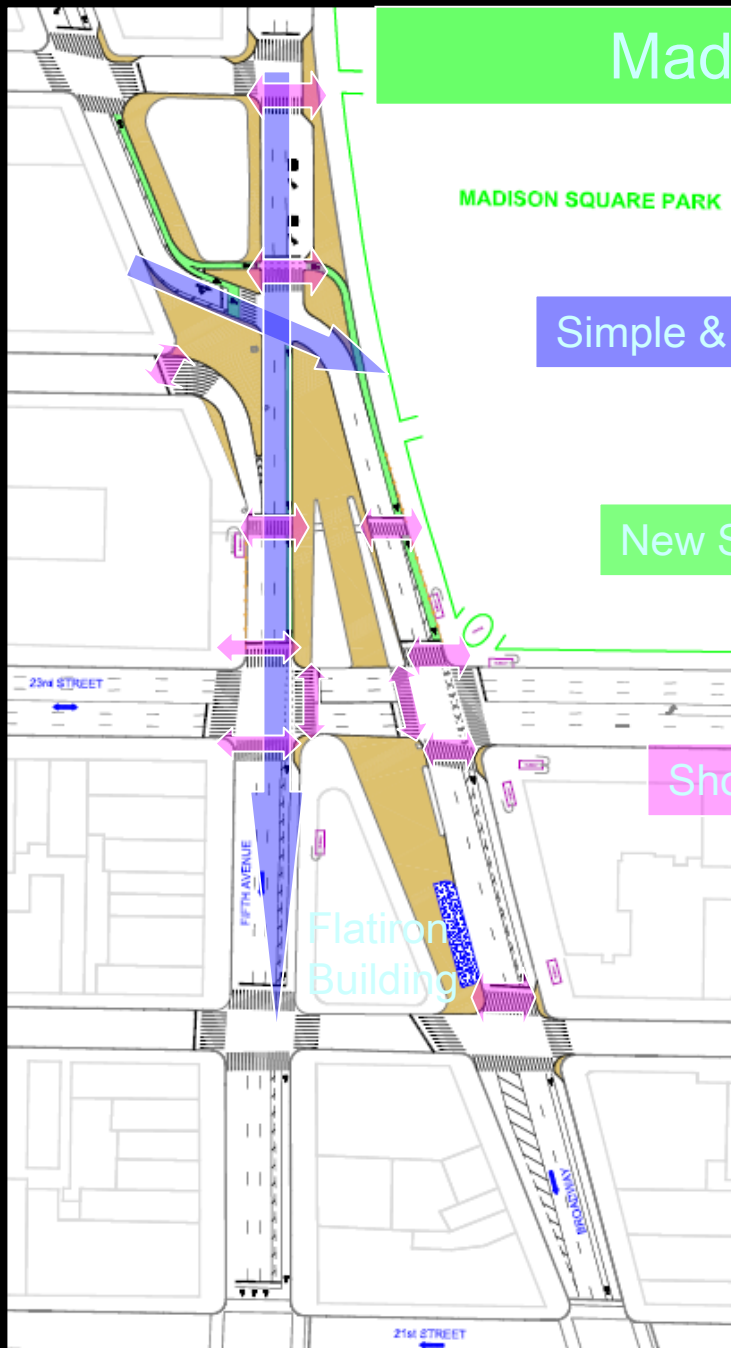 Mad
MADISON SQUARE PARK
Simple &
New S
23rd STREET
Sho
FIFTH AVENUE
Flatiron
Building
BROADWAY
21st STREET